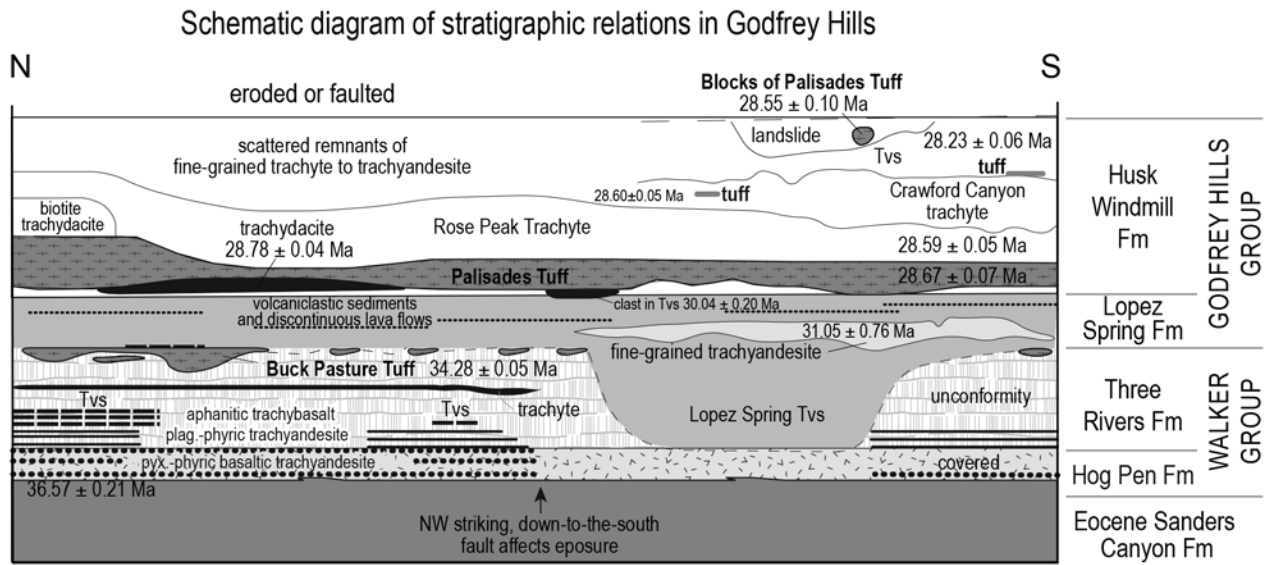 Schematic diagram of stratigraphic relations in Godfrey Hills
N
S
eroded or faulted
Blocks of Palisades Tuff
28.55 ± 0.10 Ma
landslide
Tvs
28.23 ± 0.06 Ma
tuff
scattered remnants of
fine-grained trachyte to trachyandesite
28.60±0.05 Ma
tuff
Crawford Canyon
trachyte
biotite
trachydacite
trachydacite
28.78 ± 0.04 Ma
Rose Peak Trachyte
28.59 ± 0.05 Ma
Palisades Tuff
28.67 ± 0.07 Ma
volcaniclastic sediments
and discontinuous lava flows
clast in Tvs 30.04 ± 0.20 Ma
31.05 ± 0.76 Ma
fine-grained trachyandesite
Buck Pasture Tuff 34.28 ± 0.05 Ma
Tvs
aphanitic trachybasalt
plag.-phyric trachyandesite
Tvs
trachyte
Lopez Spring Tvs
unconformity
pyx.-phyric basaltic trachyandesite
covered
36.57 ± 0.21 Ma
NW striking, down-to-the-south
fault affects eposure
Husk
Windmill
Fm
Lopez
Spring Fm
GODFREY HILLS
GROUP
Three
Rivers Fm
Hog Pen Fm
WALKER
GROUP
Eocene Sanders
Canyon Fm